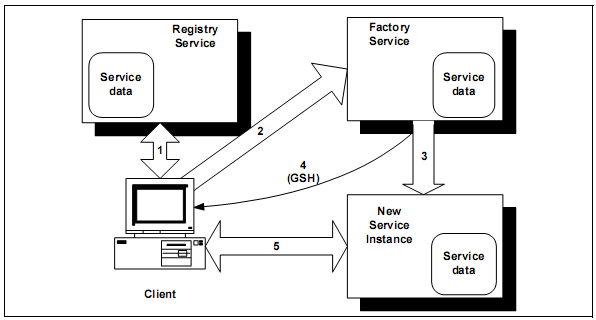 Registry
Service
Service
data
Factory
Service
Service
data
1
2
3
4
(GSH)
New
Service
Instance
Service
data
5
Client